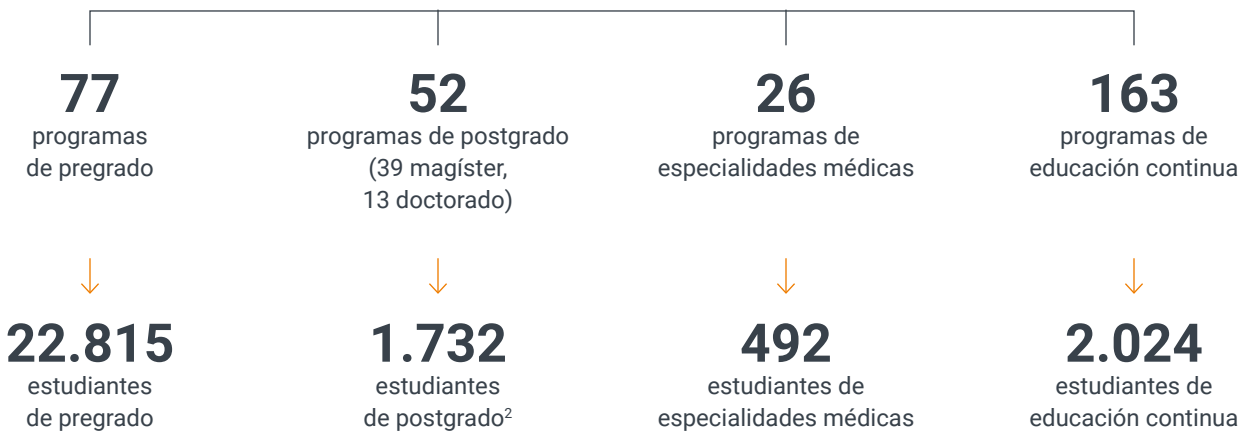 77
programas
de pregrado
52
programas de postgrado
(39 magíster,
13 doctorado)
26
programas de
especialidades médicas
163
programas de
educación continua
22.815
estudiantes
de pregrado
1.732
estudiantes
de postgrado²
492
estudiantes de
especialidades médicas
2.024
estudiantes de
educación continua